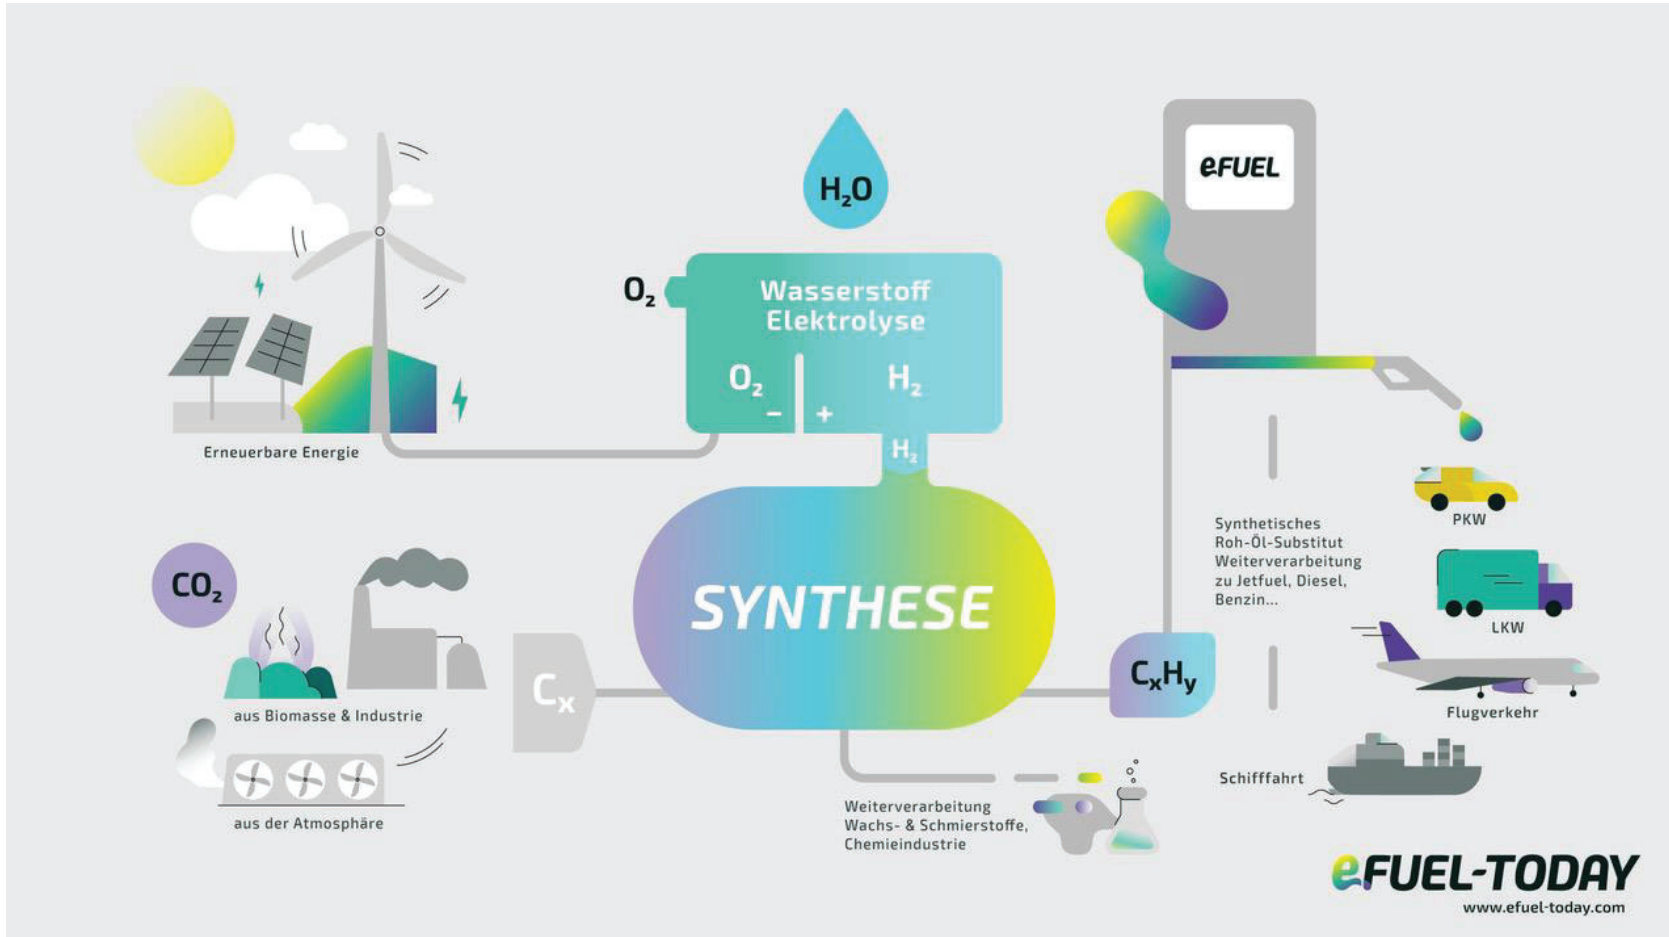 eFUEL
H₂O
O₂
Wasserstoff
Elektrolyse
O₂
H₂
− +
H₂
Erneuerbare Energie
SYNTHESE
CO₂
aus Biomasse & Industrie
aus der Atmosphäre
Cₓ
CₓHᵧ
Synthetisches
Roh-Öl-Substitut
Weiterverarbeitung
zu Jetfuel, Diesel,
Benzin...
PKW
LKW
Flugverkehr
Schifffahrt
Weiterverarbeitung
Wachs- & Schmierstoffe,
Chemieindustrie
eFUEL-TODAY
www.efuel-today.com